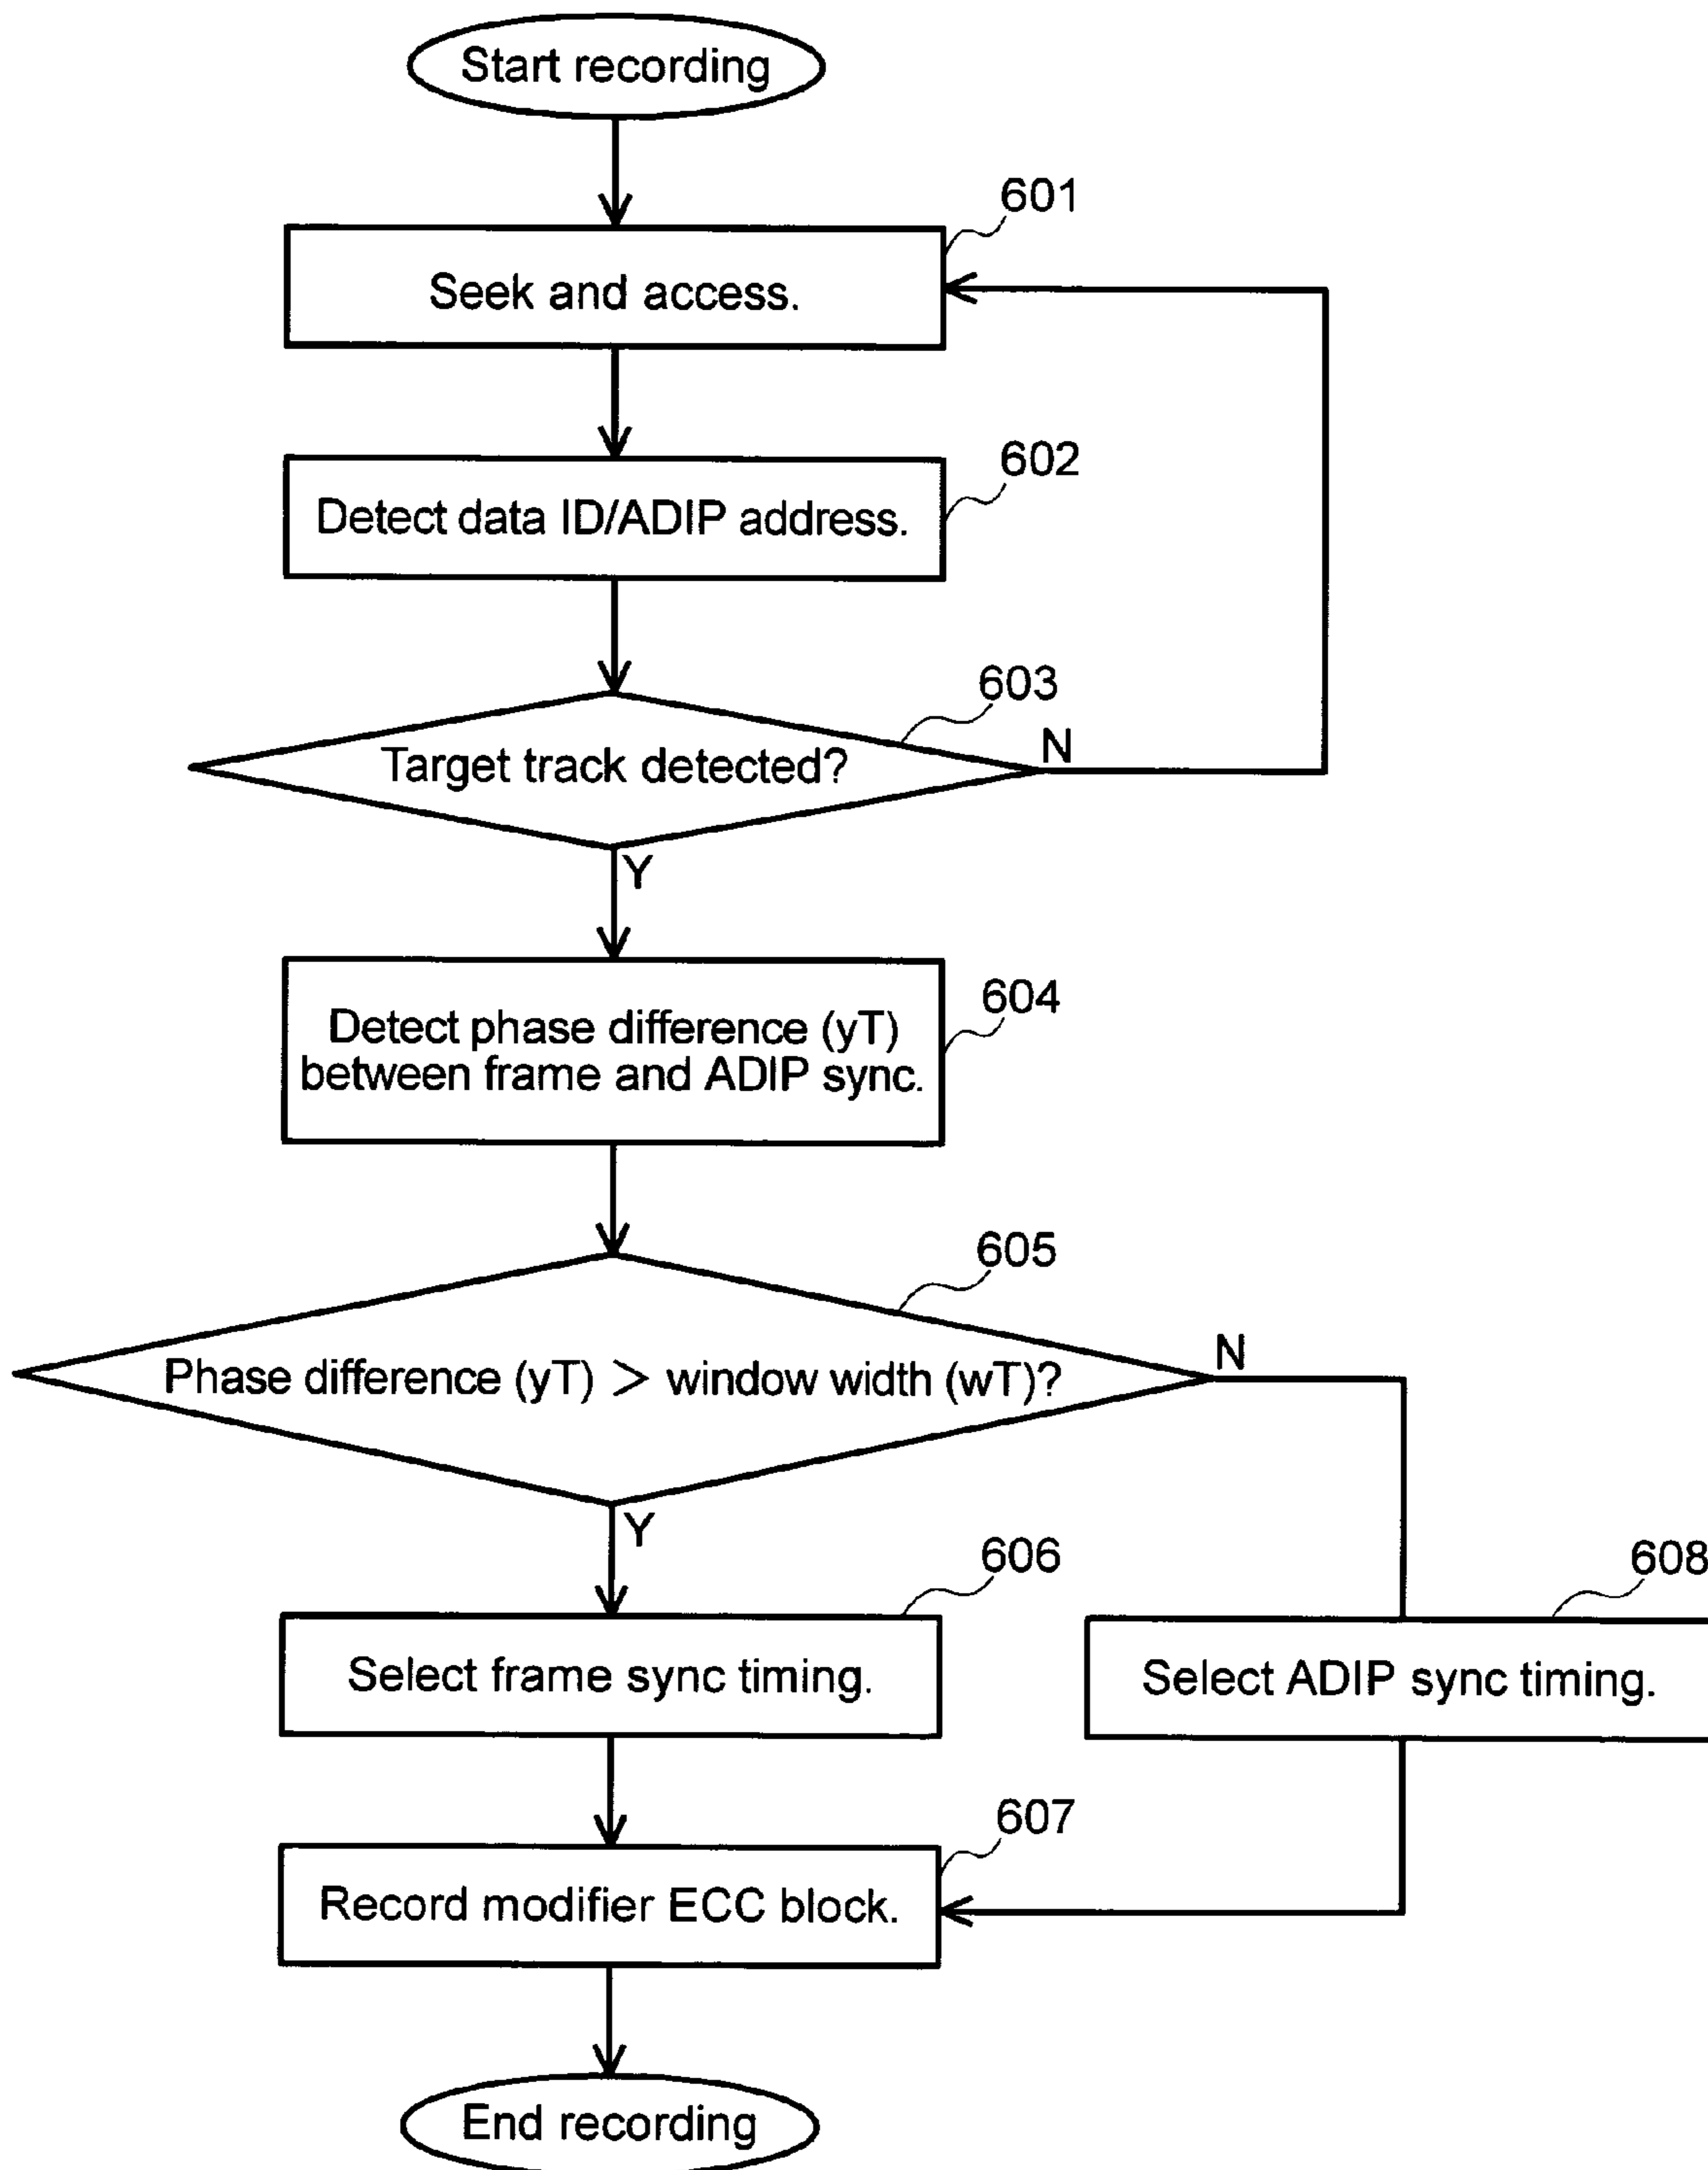 Start recording
601
Seek and access.
602
Detect data ID/ADIP address.
603
Target track detected?
N
Y
604
Detect phase difference (yT)
between frame and ADIP sync.
605
Phase difference (yT) > window width (wT)?
N
Y
606
608
Select frame sync timing.
Select ADIP sync timing.
607
Record modifier ECC block.
End recording